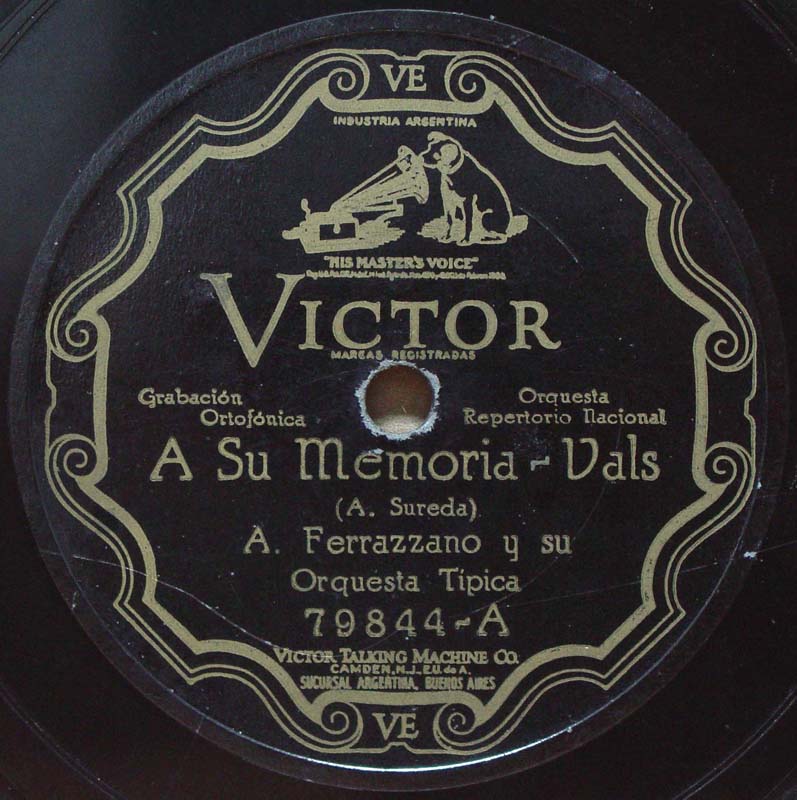 VE
INDUSTRIA ARGENTINA
"HIS MASTER'S VOICE"
VICTOR
MARCAS REGISTRADAS
Grabación Orquesta
Ortofónica Repertorio Nacional
A Su Memoria - Vals
(A. Sureda)
A. Ferrazzano y su
Orquesta Típica
79844-A
VICTOR TALKING MACHINE CO.
CAMDEN, N.J., E.U. de A.
SUCURSAL ARGENTINA, BUENOS AIRES
VE